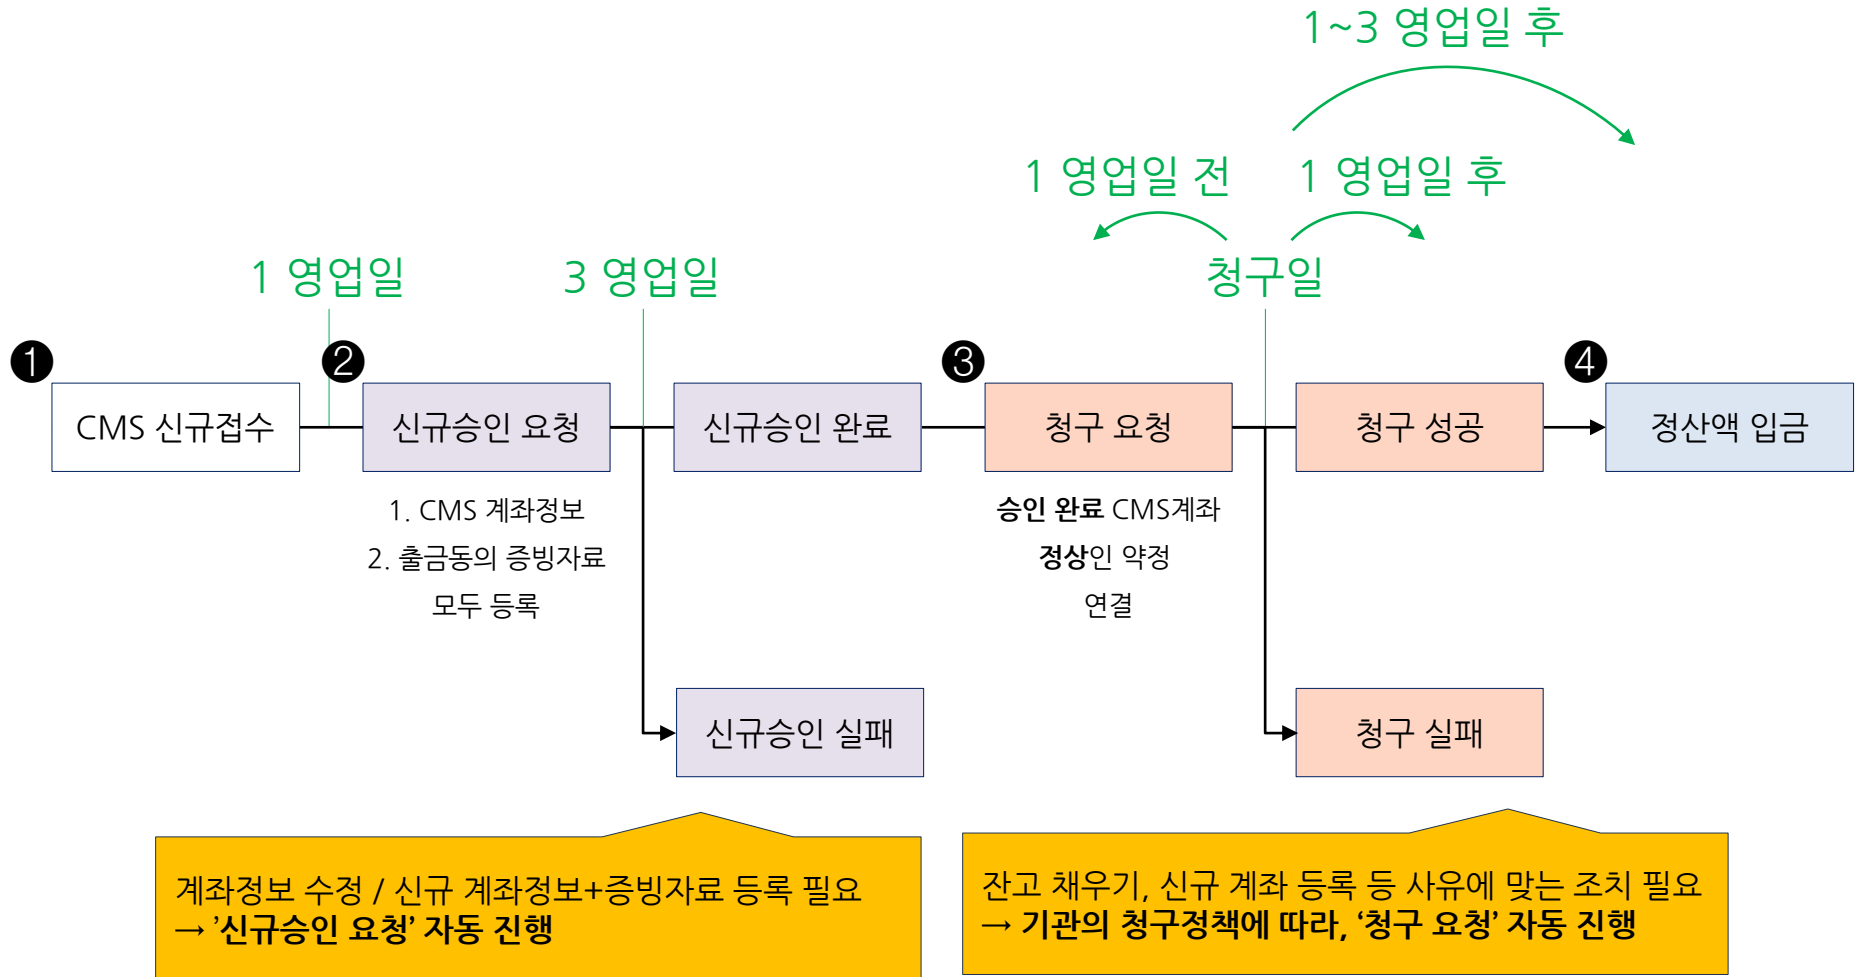 1~3 영업일 후
1 영업일 전
1 영업일 후
1 영업일
3 영업일
청구일
❶
❷
❸
❹
CMS 신규접수
신규승인 요청
신규승인 완료
청구 요청
청구 성공
정산액 입금
1. CMS 계좌정보
2. 출금동의 증빙자료
모두 등록
승인 완료 CMS계좌
정상인 약정
연결
신규승인 실패
청구 실패
계좌정보 수정 / 신규 계좌정보+증빙자료 등록 필요
→ ’신규승인 요청’ 자동 진행
잔고 채우기, 신규 계좌 등록 등 사유에 맞는 조치 필요
→ 기관의 청구정책에 따라, ‘청구 요청’ 자동 진행